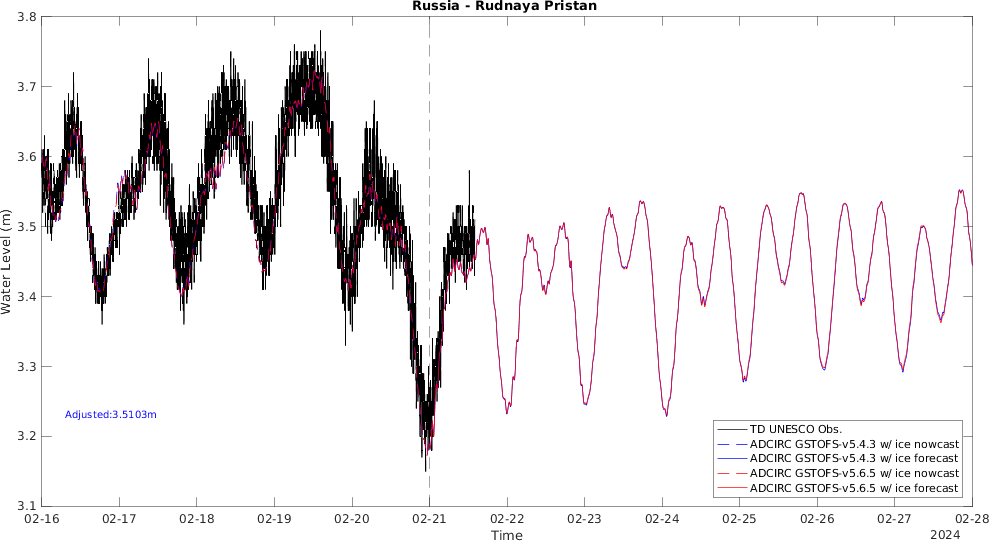 Russia - Rudnaya Pristan
3.8
3.7
3.6
3.5
3.4
3.3
3.2
3.1
Water Level (m)
Adjusted:3.5103m
TD UNESCO Obs.
ADCIRC GSTOFS-v5.4.3 w/ ice nowcast
ADCIRC GSTOFS-v5.4.3 w/ ice forecast
ADCIRC GSTOFS-v5.6.5 w/ ice nowcast
ADCIRC GSTOFS-v5.6.5 w/ ice forecast
02-16 02-17 02-18 02-19 02-20 02-21 02-22 02-23 02-24 02-25 02-26 02-27 02-28
Time
2024